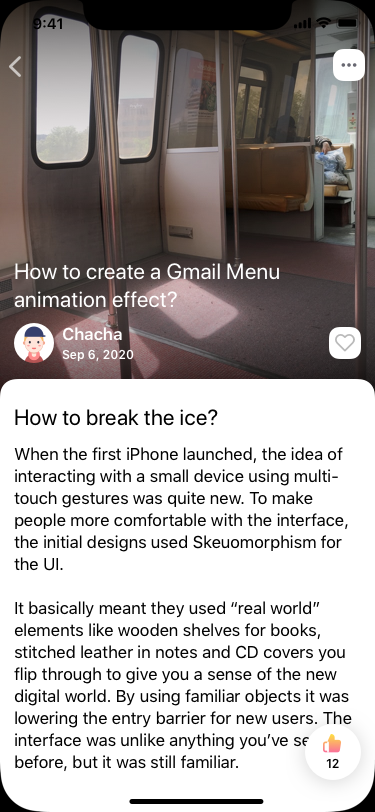 9:41
How to create a Gmail Menu
animation effect?
Chacha
Sep 6, 2020
How to break the ice?
When the first iPhone launched, the idea of
interacting with a small device using multi-
touch gestures was quite new. To make
people more comfortable with the interface,
the initial designs used Skeuomorphism for
the UI.
It basically meant they used “real world”
elements like wooden shelves for books,
stitched leather in notes and CD covers you
flip through to give you a sense of the new
digital world. By using familiar objects it was
lowering the entry barrier for new users. The
interface was unlike anything you’ve
before, but it was still familiar.
12